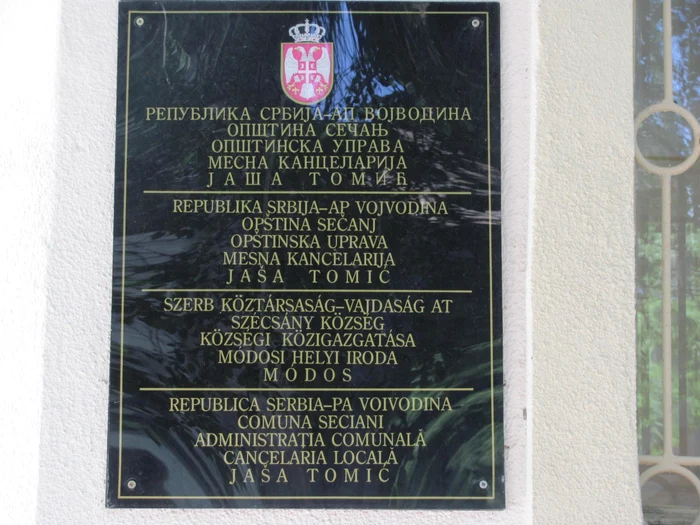 РЕПУБЛИКА СРБИЈА–АП ВОЈВОДИНА
ОПШТИНА СЕЧАЊ
ОПШТИНСКА УПРАВА
МЕСНА КАНЦЕЛАРИЈА
ЈАША ТОМИЋ
REPUBLIKA SRBIJA–AP VOJVODINA
OPŠTINA SEČANJ
OPŠTINSKA UPRAVA
MESNA KANCELARIJA
JAŠA TOMIĆ
SZERB KÖZTÁRSASÁG–VAJDASÁG AT
SZÉCSÁNY KÖZSÉG
KÖZSÉGI KÖZIGAZGATÁSA
MÓDOSI HELYI IRODA
MÓDOS
REPUBLICA SERBIA–PA VOIVODINA
COMUNA SECIANI
ADMINISTRAȚIA COMUNALĂ
CANCELARIA LOCALĂ
JAŠA TOMIĆ